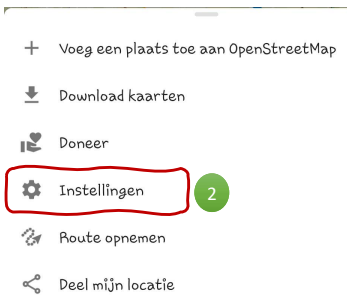 Voeg een plaats toe aan OpenStreetMap
Download kaarten
Doneer
Instellingen
2
Route opnemen
Deel mijn locatie